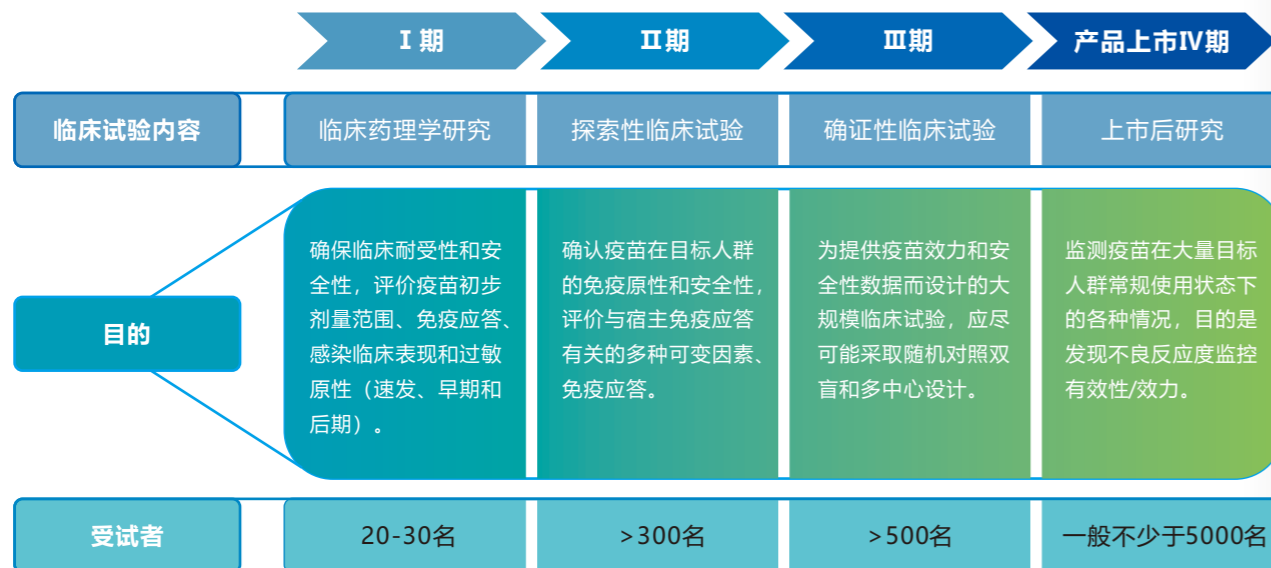 I 期
II期
III期
产品上市IV期
临床试验内容
临床药理学研究
探索性临床试验
确证性临床试验
上市后研究
目的
确保临床耐受性和安
全性，评价疫苗初步
剂量范围、免疫应答、
感染临床表现和过敏
原性（速发、早期和
后期）。
确认疫苗在目标人群
的免疫原性和安全性，
评价与宿主免疫应答
有关的多种可变因素、
免疫应答。
为提供疫苗效力和安
全性数据而设计的大
规模临床试验，应尽
可能采取随机对照双
盲和多中心设计。
监测疫苗在大量目标
人群常规使用状态下
的各种情况，目的是
发现不良反应度监控
有效性/效力。
受试者
20-30名
>300名
>500名
一般不少于5000名